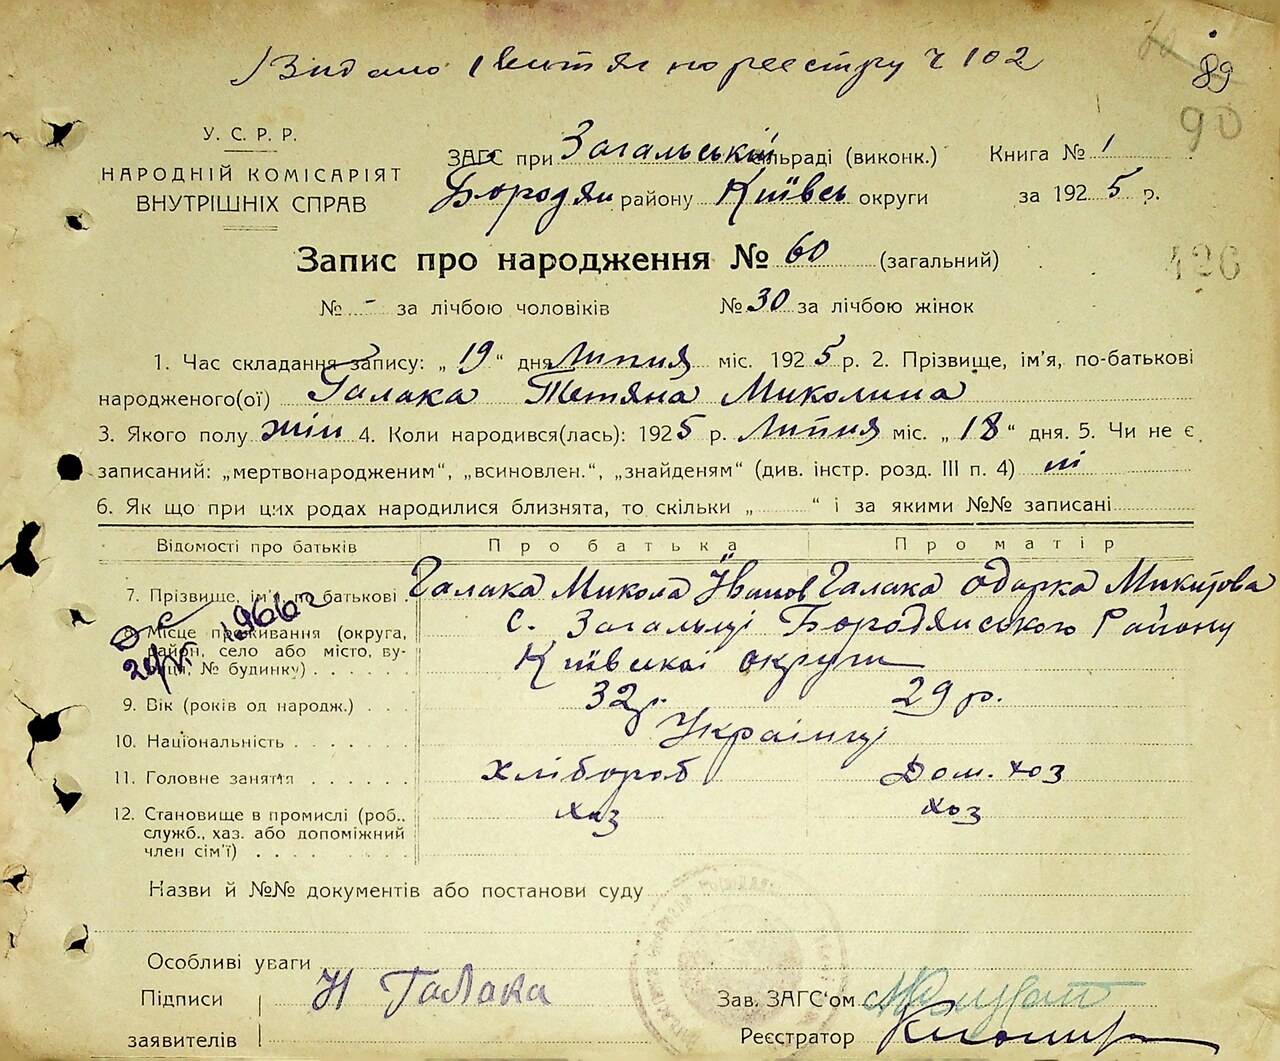 Видано витяг по реєстру Ч 102
89
90
У. С. Р. Р.
НАРОДНІЙ КОМІСАРІЯТ
ВНУТРІШНІХ СПРАВ
ЗАГС при Загальській сільраді (виконк.) Книга № 1
Бородян району Київсь округи за 1925 р.
Запис про народження № 60 (загальний)
426
№ - за лічбою чоловіків № 30 за лічбою жінок
1. Час складання запису: „ 19 “ дня Липня міс. 1925 р. 2. Прізвище, ім'я, по-батькові
народженого(ої) Галака Тетяна Миколина
3. Якого полу жін 4. Коли народився(лась): 1925 р. Липня міс. „ 18 “ дня. 5. Чи не є
записаний: „мертвонародженим“, „всиновлен.“, „знайденям“ (див. інстр. розд. III п. 4) ні
6. Як що при цих родах народилися близнята, то скільки „ “ і за якими №№ записані
Відомості про батьків Про батька Про матір
7. Прізвище, ім'я, по батькові Галака Микола Іванов Галака Одарка Микитова
1966г
8. Місце проживання (округа, с. Загальці Бородянського Району
район, село або місто, вулиця, № будинку) Київської округи
9. Вік (років од народж.) 32 р. 29 р.
10. Національність Українці
11. Головне заняття хлібороб Дом. хоз
12. Становище в промислі (роб., хаз хоз
служб., хаз. або допоміжний
член сім'ї)
Назви й №№ документів або постанови суду
Особливі уваги
Підписи Н Галака Зав. ЗАГС'ом
заявителів Реєстратор